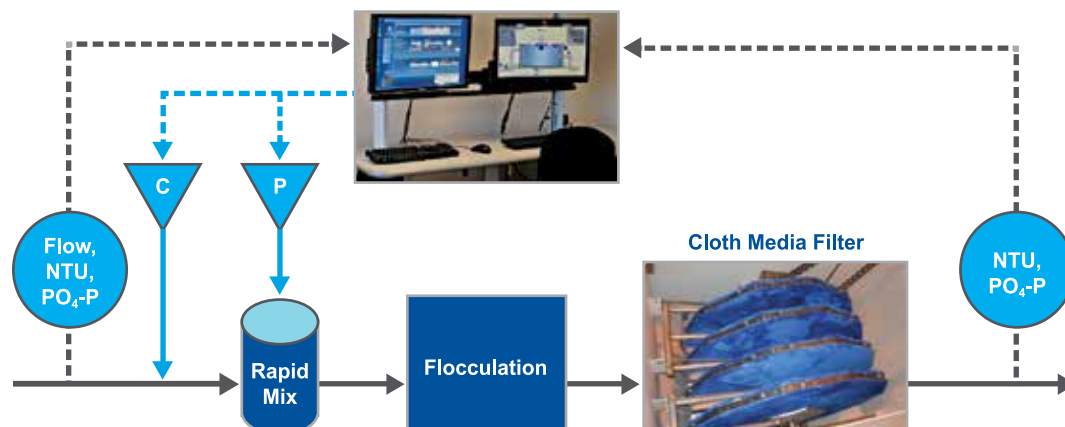 C
P
Flow,
NTU,
PO₄-P
Cloth Media Filter
NTU,
PO₄-P
Rapid
Mix
Flocculation